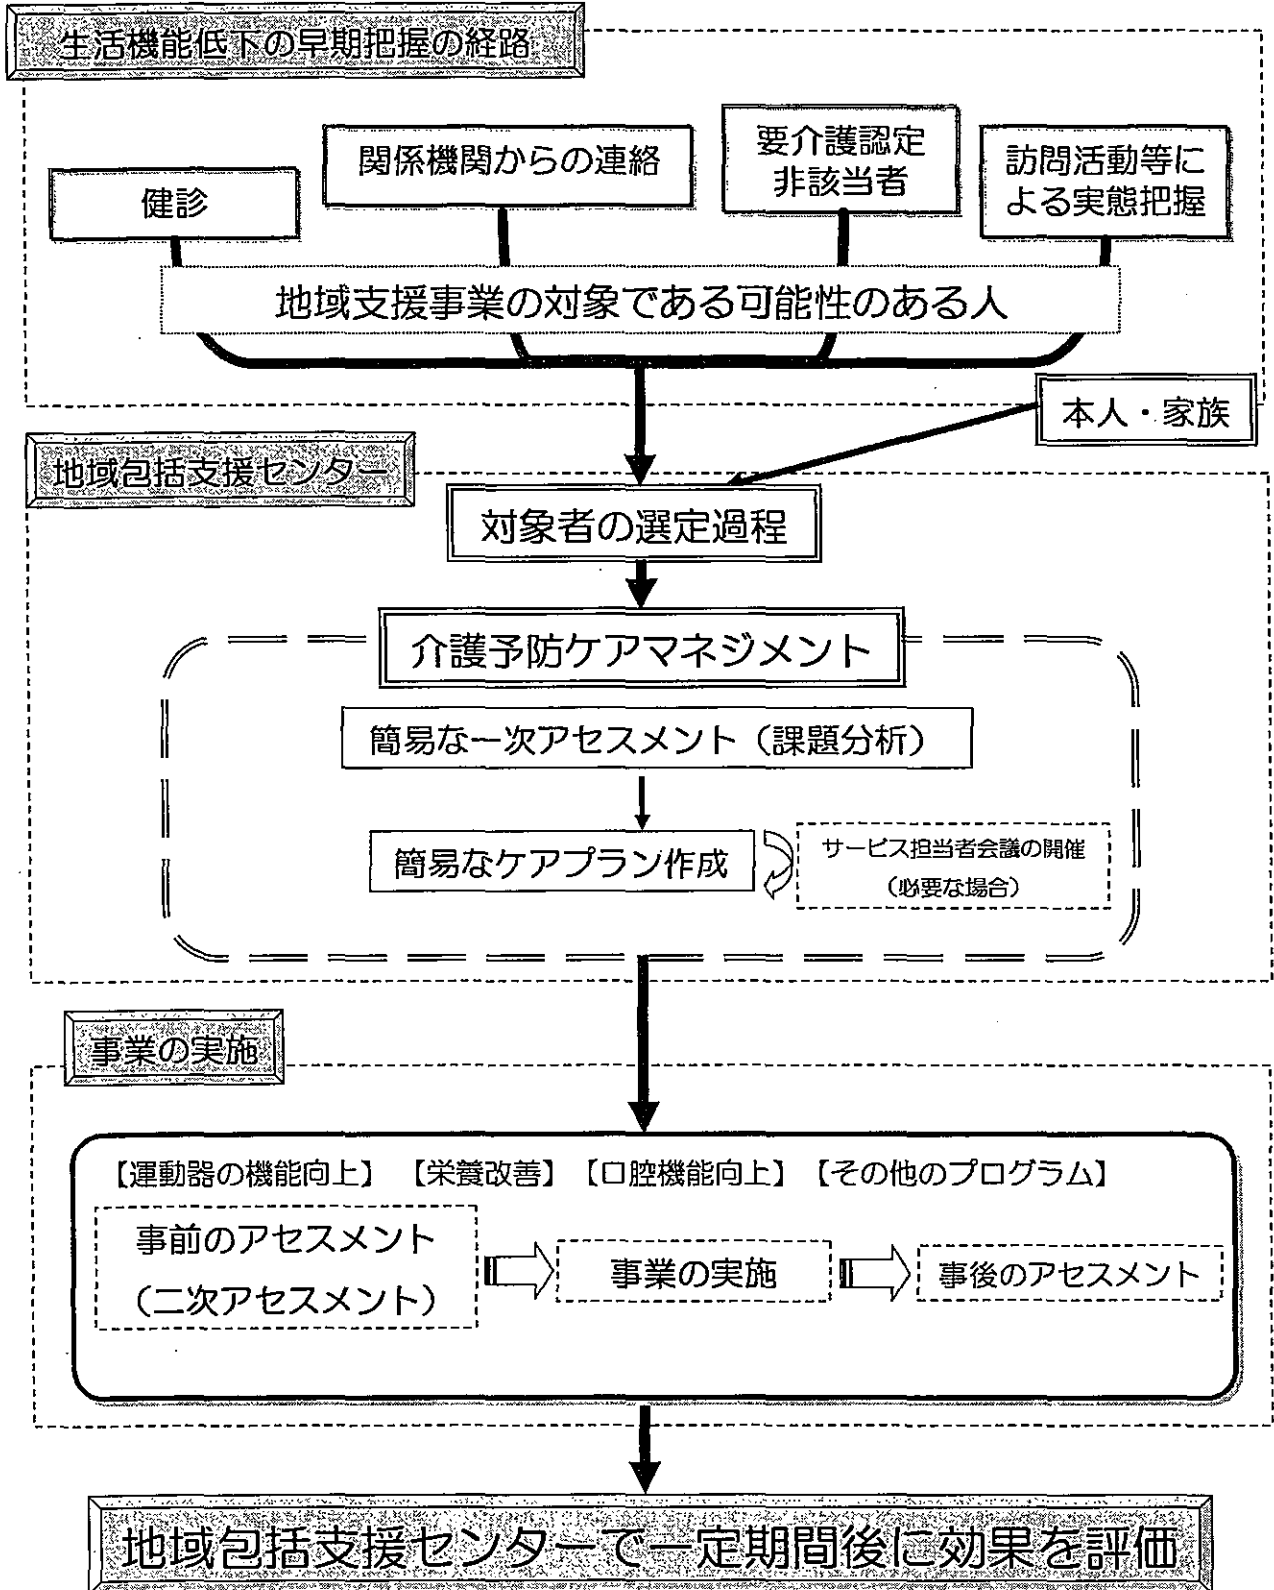 生活機能低下の早期把握の経路
健診
関係機関からの連絡
要介護認定
非該当者
訪問活動等に
よる実態把握
地域支援事業の対象である可能性のある人
本人・家族
地域包括支援センター
対象者の選定過程
介護予防ケアマネジメント
簡易な一次アセスメント（課題分析）
簡易なケアプラン作成
サービス担当者会議の開催
（必要な場合）
事業の実施
【運動器の機能向上】【栄養改善】【口腔機能向上】【その他のプログラム】
事前のアセスメント
（二次アセスメント）
事業の実施
事後のアセスメント
地域包括支援センターで一定期間後に効果を評価